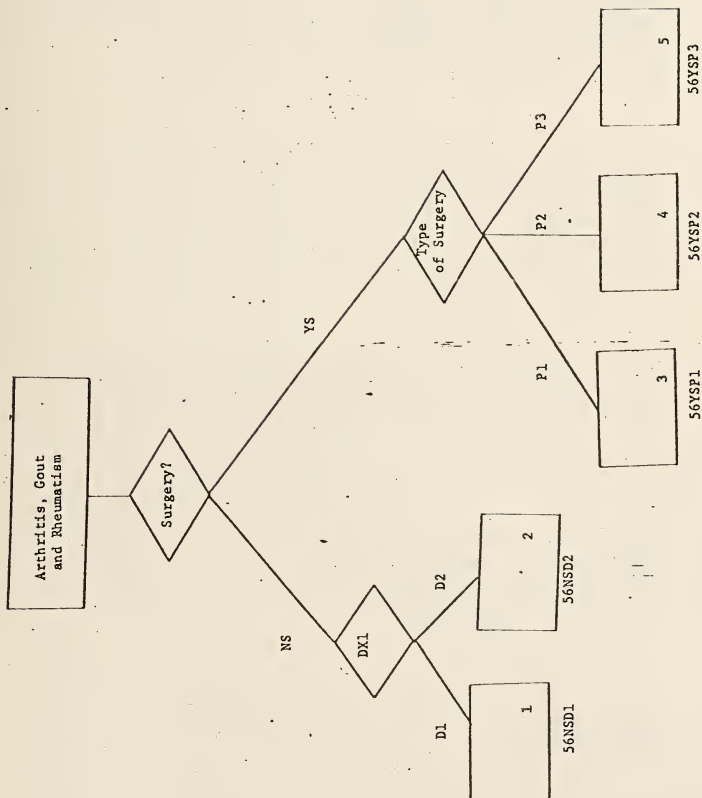 Arthritis, Gout
and Rheumatism
Surgery?
NS
YS
DX1
Type
of Surgery
D1
D2
P1
P2
P3
1
2
3
4
5
56NSD1
56NSD2
56YSP1
56YSP2
56YSP3